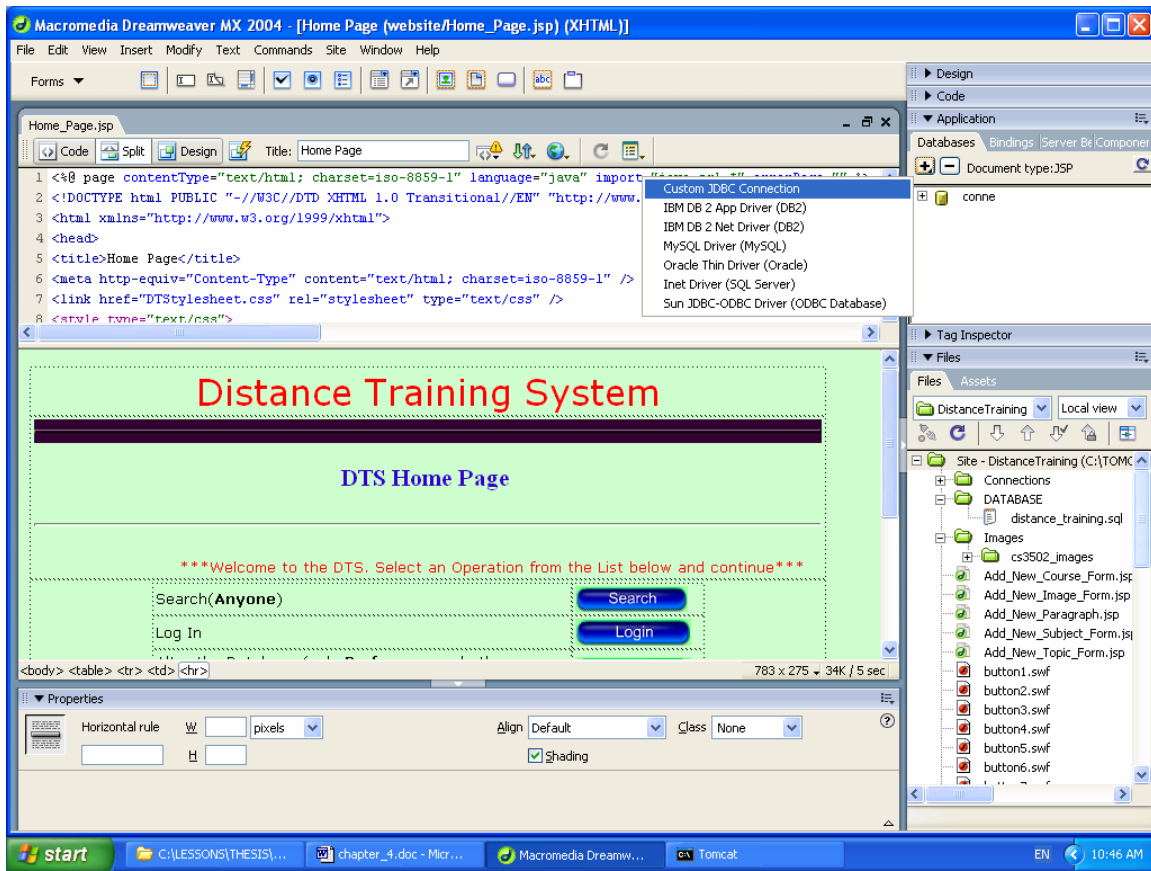 Macromedia Dreamweaver MX 2004 - [Home Page (website/Home_Page.jsp) (XHTML)]
File Edit View Insert Modify Text Commands Site Window Help
Forms
abc
Home_Page.jsp
Code Split Design Title: Home Page
1 <%@ page contentType="text/html; charset=iso-8859-1" language="java" import
2 <!DOCTYPE html PUBLIC "-//W3C//DTD XHTML 1.0 Transitional//EN" "http://www.
3 <html xmlns="http://www.w3.org/1999/xhtml">
4 <head>
5 <title>Home Page</title>
6 <meta http-equiv="Content-Type" content="text/html; charset=iso-8859-1" />
7 <link href="DTStylesheet.css" rel="stylesheet" type="text/css" />
8 <style type="text/css">
Custom JDBC Connection
IBM DB 2 App Driver (DB2)
IBM DB 2 Net Driver (DB2)
MySQL Driver (MySQL)
Oracle Thin Driver (Oracle)
Inet Driver (SQL Server)
Sun JDBC-ODBC Driver (ODBC Database)
Distance Training System
DTS Home Page
***Welcome to the DTS. Select an Operation from the List below and continue***
Search(Anyone) Search
Log In Login
<body> <table> <tr> <td> <hr> 783 x 275 34K / 5 sec
Properties
Horizontal rule W pixels Align Default Class None
H Shading
Design
Code
Application
Databases Bindings Server Be Componer
Document type:JSP
conne
Tag Inspector
Files
Files Assets
DistanceTraining Local view
Site - DistanceTraining (C:\TOMC
Connections
DATABASE
distance_training.sql
Images
cs3502_images
Add_New_Course_Form.jsp
Add_New_Image_Form.jsp
Add_New_Paragraph.jsp
Add_New_Subject_Form.jsp
Add_New_Topic_Form.jsp
button1.swf
button2.swf
button3.swf
button4.swf
button5.swf
button6.swf
start C:\LESSONS\THESIS\... chapter_4.doc - Micr... Macromedia Dreamw... Tomcat EN 10:46 AM